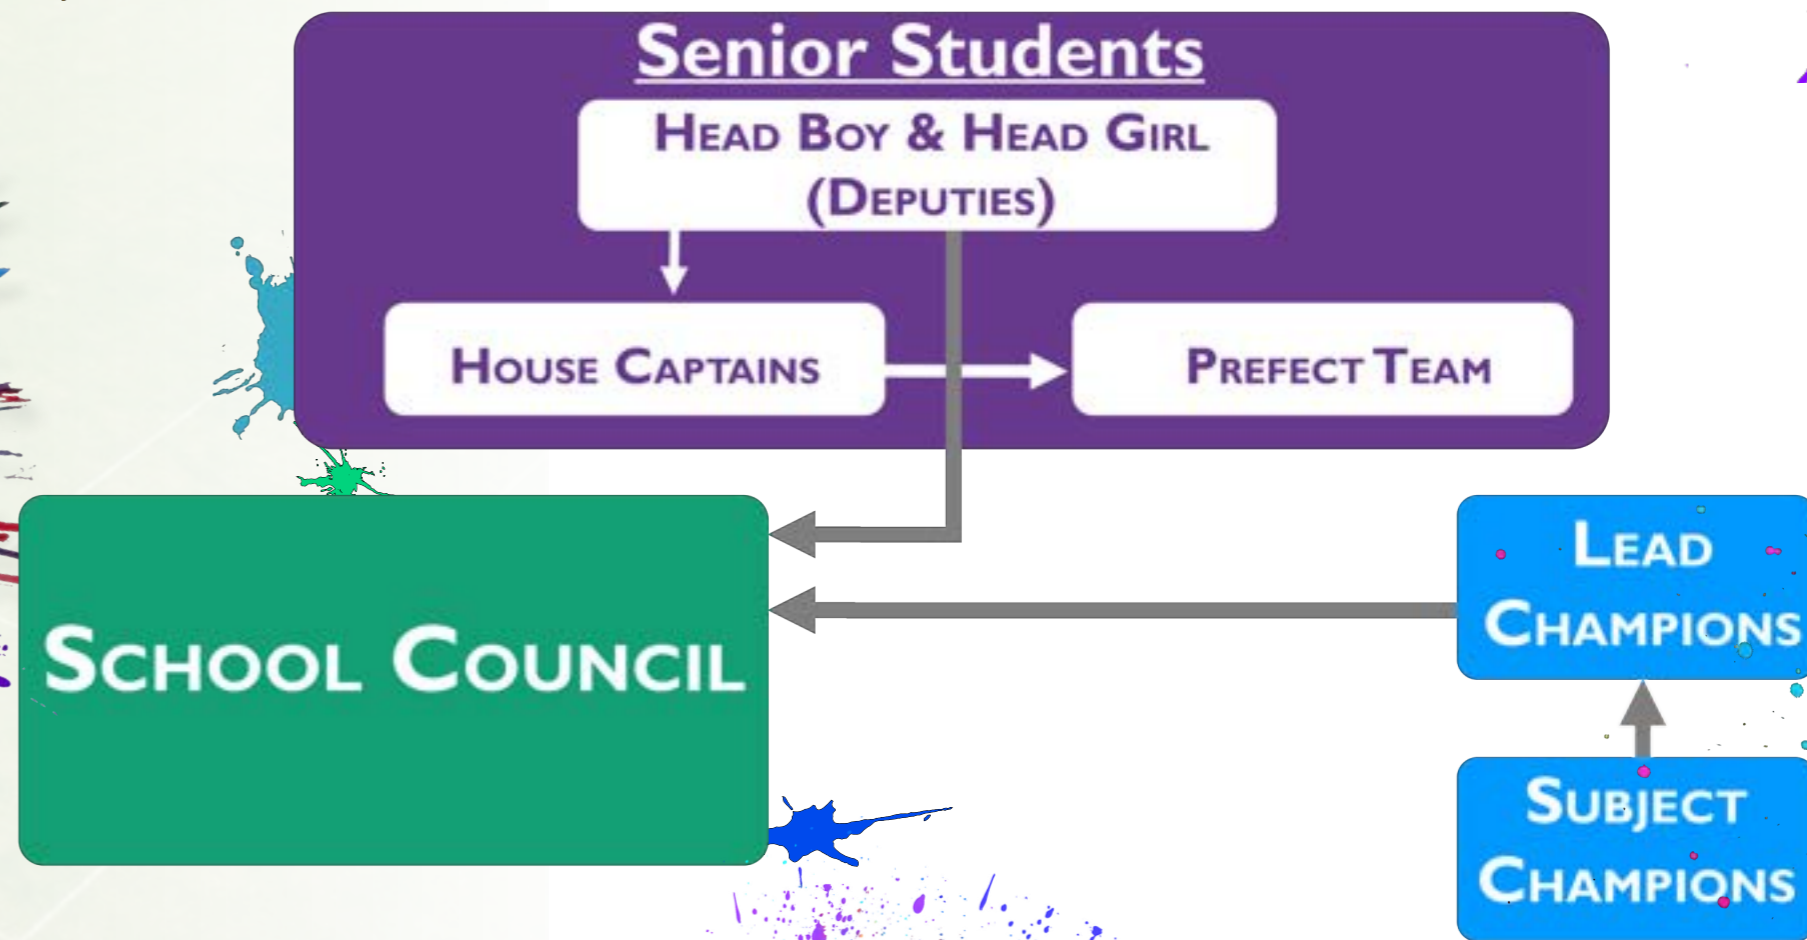 Senior Students
HEAD BOY & HEAD GIRL
(DEPUTIES)
HOUSE CAPTAINS
PREFECT TEAM
SCHOOL COUNCIL
LEAD
CHAMPIONS
SUBJECT
CHAMPIONS